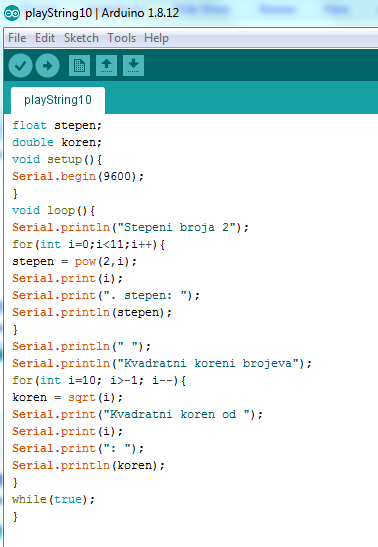 playString10 | Arduino 1.8.12
File Edit Sketch Tools Help
playString10
float stepen;
double koren;
void setup(){
Serial.begin(9600);
}
void loop(){
Serial.println("Stepeni broja 2");
for(int i=0;i<11;i++){
stepen = pow(2,i);
Serial.print(i);
Serial.print(". stepen: ");
Serial.println(stepen);
}
Serial.println(" ");
Serial.println("Kvadratni koreni brojeva");
for(int i=10; i>-1; i--){
koren = sqrt(i);
Serial.print("Kvadratni koren od ");
Serial.print(i);
Serial.print(": ");
Serial.println(koren);
}
while(true);
}